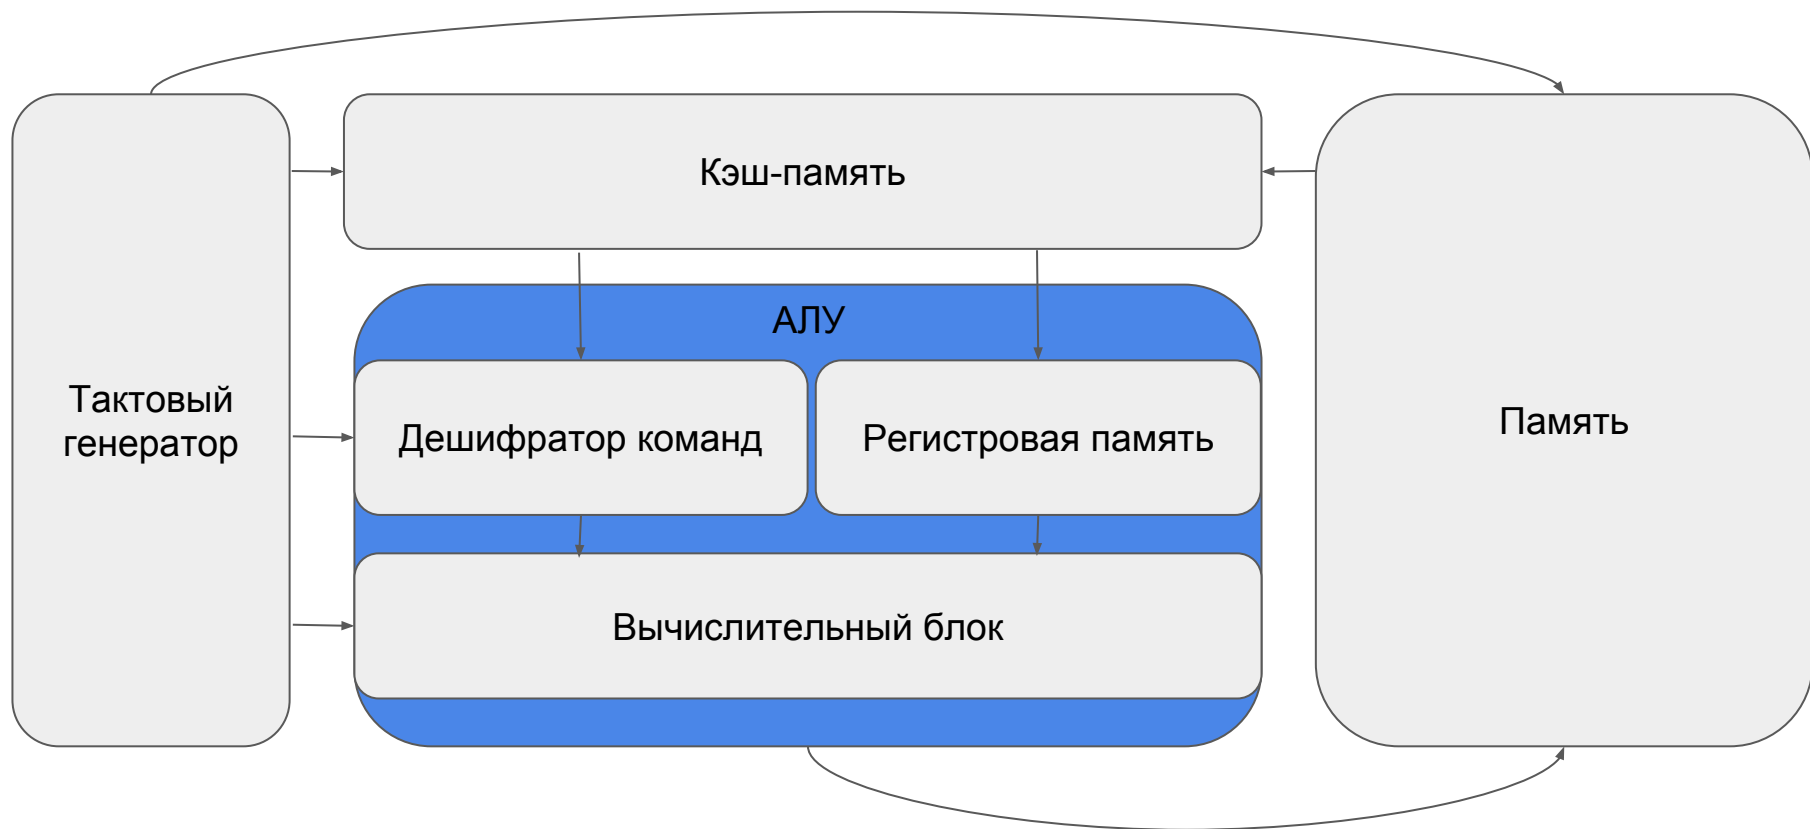 Кэш-память
АЛУ
Тактовый
генератор
Дешифратор команд
Регистровая память
Память
Вычислительный блок